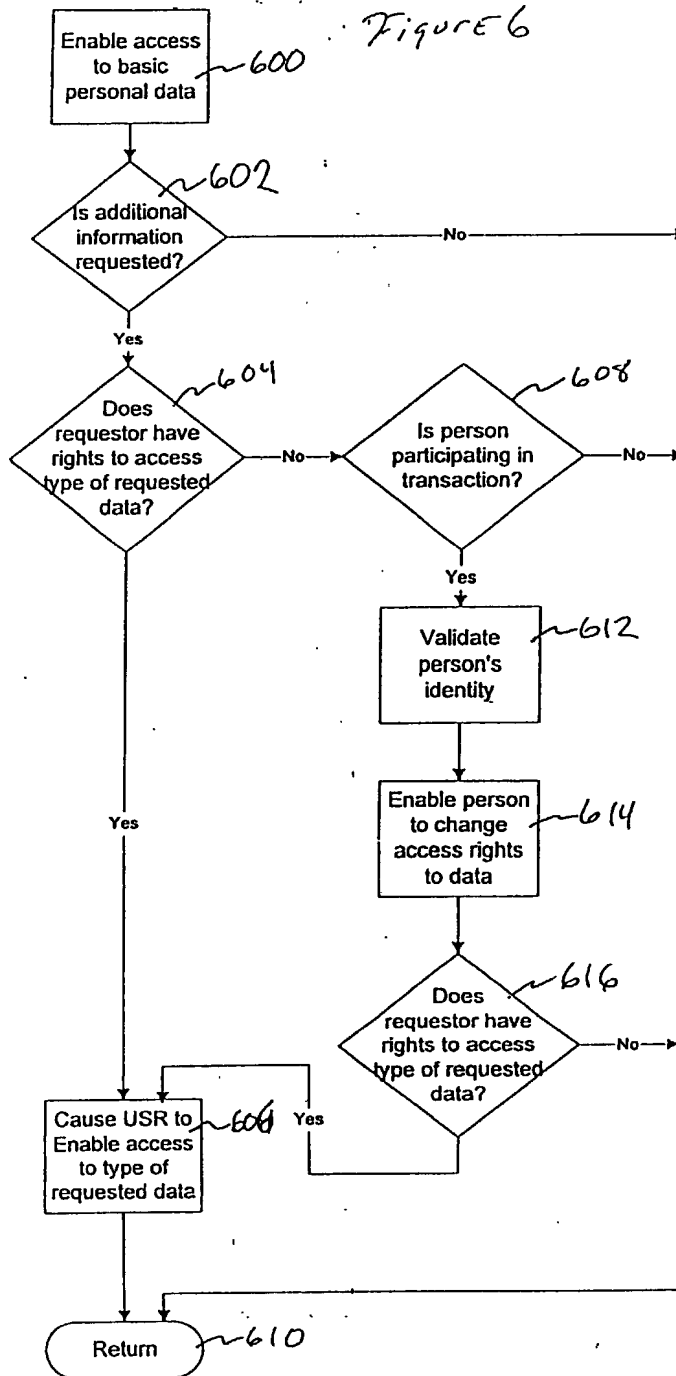 Figure 6
Enable access
to basic
personal data
600
602
Is additional
information
requested?
No
Yes
604
Does
requestor have
rights to access
type of requested
data?
No
608
Is person
participating in
transaction?
No
Yes
612
Validate
person's
identity
Enable person
to change
access rights
to data
614
Yes
616
Does
requestor have
rights to access
type of requested
data?
No
Yes
Cause USR to
Enable access
to type of
requested data
606
Return
610